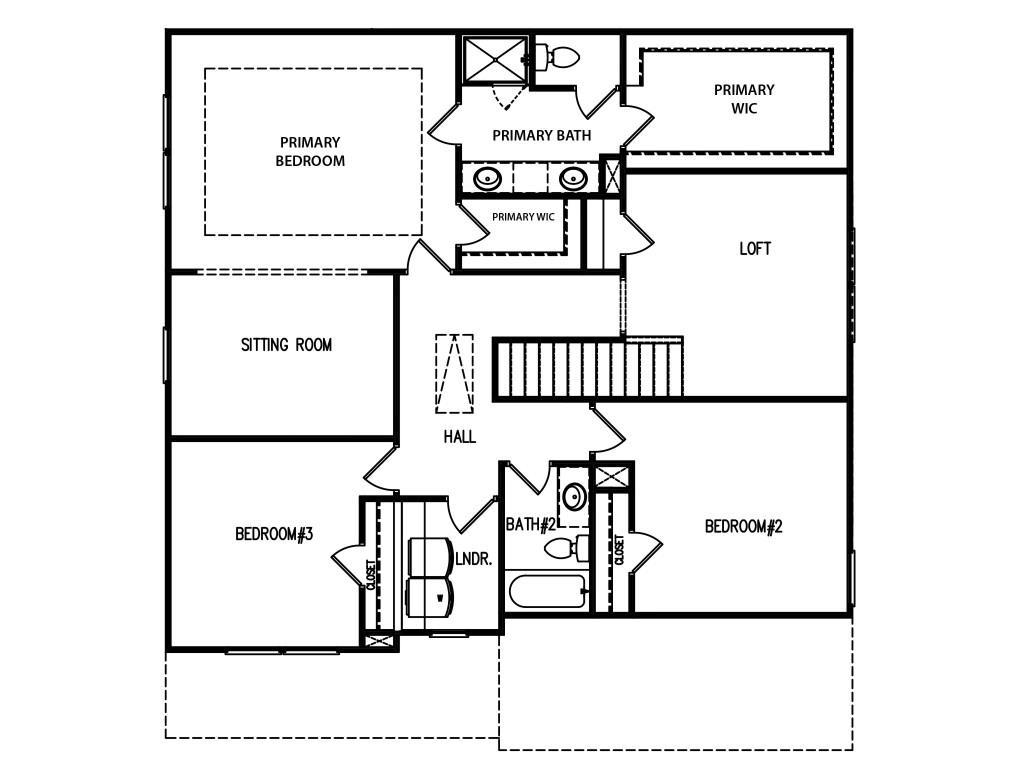 PRIMARY
BEDROOM
PRIMARY BATH
PRIMARY
WIC
PRIMARY WIC
LOFT
SITTING ROOM
HALL
BEDROOM#3
CLOSET
LNDR.
W
BATH#2
CLOSET
BEDROOM#2